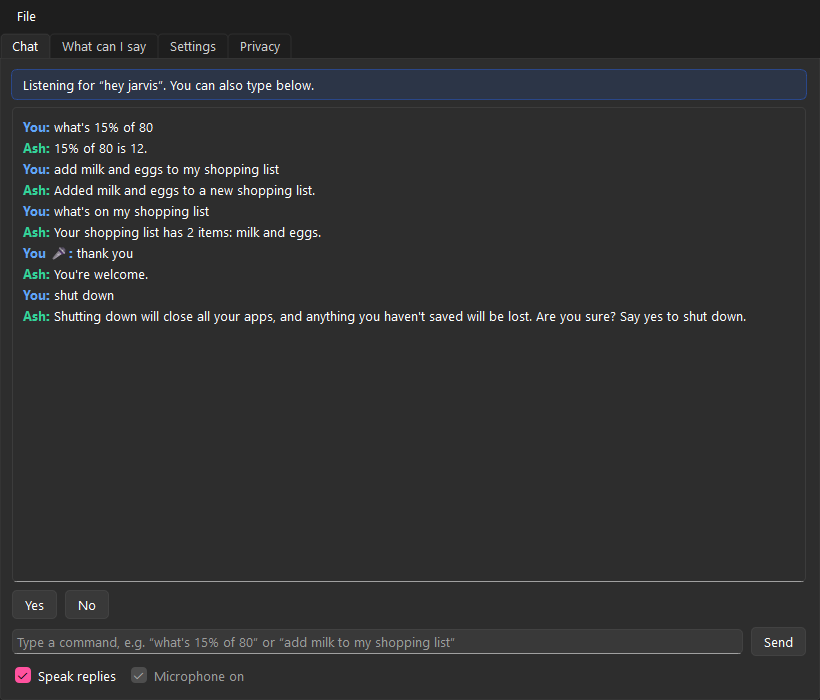 File
Chat What can I say Settings Privacy
Listening for “hey jarvis”. You can also type below.
You: what's 15% of 80
Ash: 15% of 80 is 12.
You: add milk and eggs to my shopping list
Ash: Added milk and eggs to a new shopping list.
You: what's on my shopping list
Ash: Your shopping list has 2 items: milk and eggs.
You 🎤: thank you
Ash: You're welcome.
You: shut down
Ash: Shutting down will close all your apps, and anything you haven't saved will be lost. Are you sure? Say yes to shut down.
Yes No
Type a command, e.g. “what's 15% of 80” or “add milk to my shopping list” Send
Speak replies Microphone on